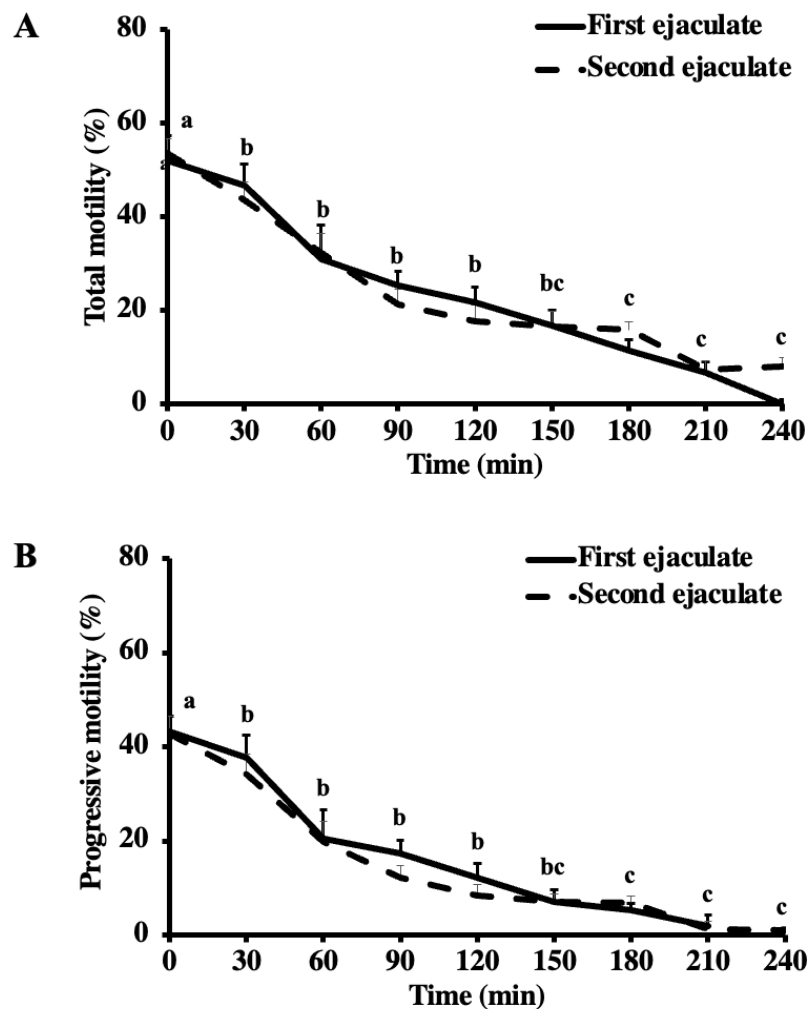 A
80
60
40
20
0
Total motility (%)
First ejaculate
Second ejaculate
a
a
b
b
b
b
bc
c
c
c
0 30 60 90 120 150 180 210 240
Time (min)
B
80
60
40
20
0
Progressive motility (%)
First ejaculate
Second ejaculate
a
b
b
b
b
bc
c
c
c
0 30 60 90 120 150 180 210 240
Time (min)